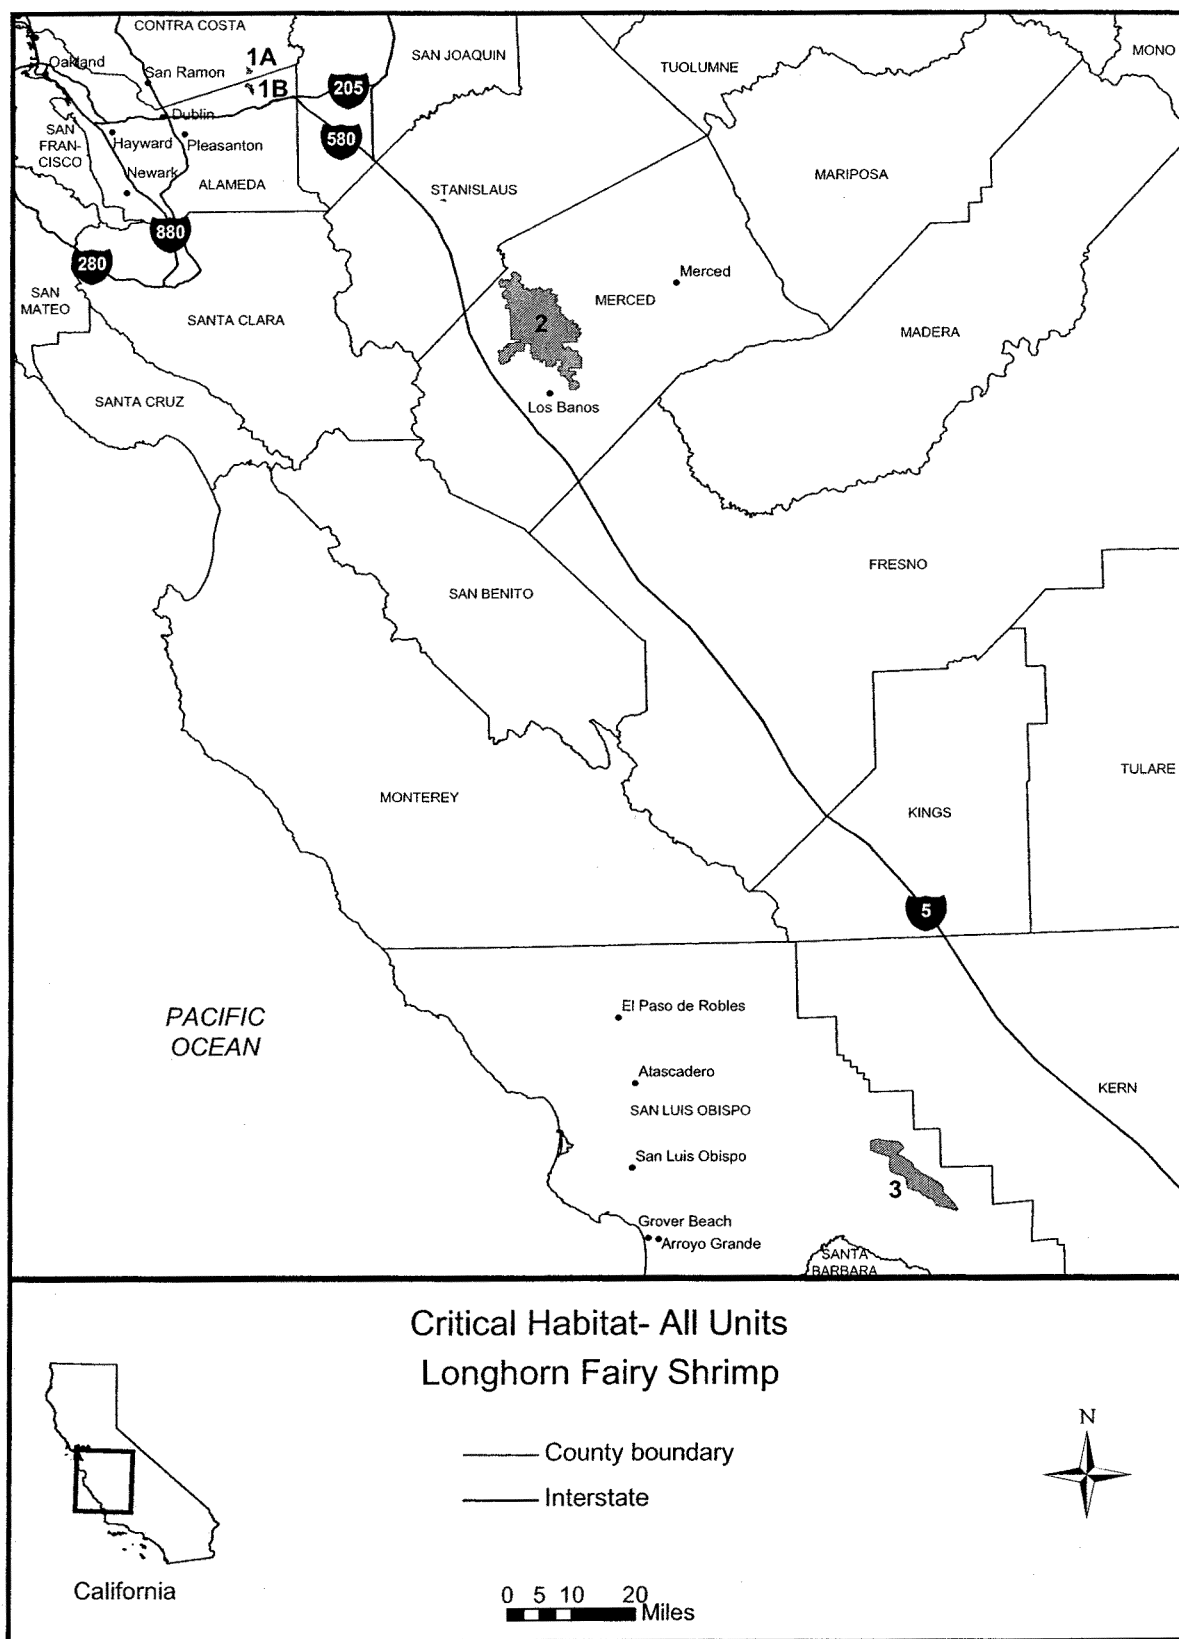 CONTRA COSTA
1A
SAN JOAQUIN
TUOLUMNE
MONO
Oakland
San Ramon
1B
205
Dublin
580
SAN
FRAN-
CISCO
Hayward
Pleasanton
Newark
ALAMEDA
STANISLAUS
MARIPOSA
880
280
SAN
MATEO
SANTA CLARA
Merced
MERCED
2
MADERA
SANTA CRUZ
Los Banos
FRESNO
SAN BENITO
TULARE
MONTEREY
KINGS
5
PACIFIC
OCEAN
El Paso de Robles
Atascadero
SAN LUIS OBISPO
KERN
San Luis Obispo
3
Grover Beach
Arroyo Grande
SANTA
BARBARA
Critical Habitat- All Units
Longhorn Fairy Shrimp
N
County boundary
Interstate
California
0 5 10 20
Miles